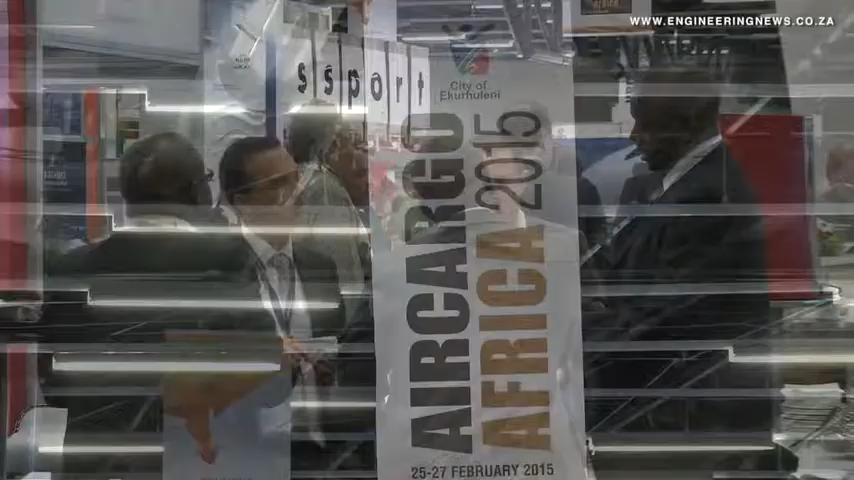 WWW.ENGINEERINGNEWS.CO.ZA
ssport
City of
Ekurhuleni
AIRCARGO
AFRICA 2015
25-27 FEBRUARY 2015